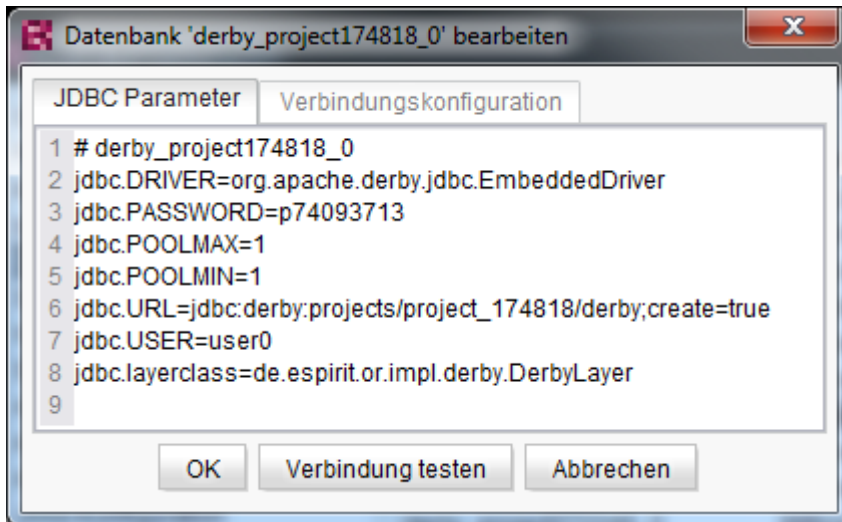 Datenbank 'derby_project174818_0' bearbeiten
JDBC Parameter Verbindungskonfiguration
1 # derby_project174818_0
2 jdbc.DRIVER=org.apache.derby.jdbc.EmbeddedDriver
3 jdbc.PASSWORD=p74093713
4 jdbc.POOLMAX=1
5 jdbc.POOLMIN=1
6 jdbc.URL=jdbc:derby:projects/project_174818/derby;create=true
7 jdbc.USER=user0
8 jdbc.layerclass=de.espirit.or.impl.derby.DerbyLayer
9
OK Verbindung testen Abbrechen